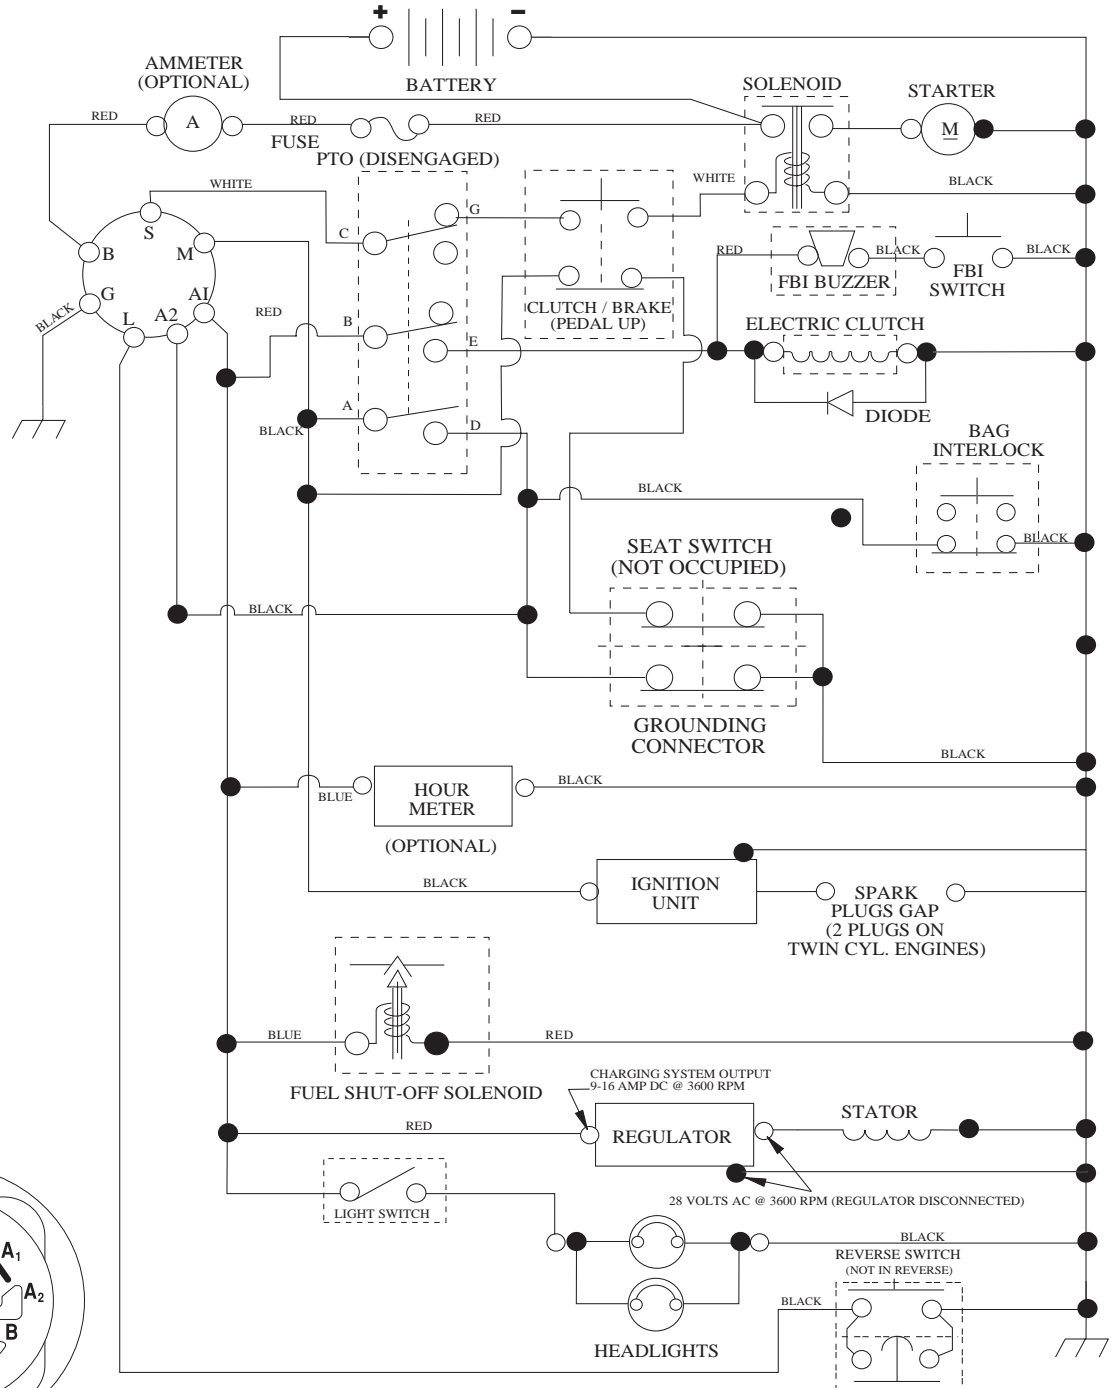 + −
BATTERY
AMMETER
(OPTIONAL)
SOLENOID
STARTER
RED
A
RED
FUSE
RED
M
PTO (DISENGAGED)
WHITE
WHITE
BLACK
S
C
G
B
M
RED
BLACK
BLACK
FBI BUZZER
FBI
SWITCH
G
L
A2
A1
BLACK
RED
CLUTCH / BRAKE
(PEDAL UP)
B
E
ELECTRIC CLUTCH
DIODE
A
BLACK
D
BAG
INTERLOCK
BLACK
BLACK
SEAT SWITCH
(NOT OCCUPIED)
BLACK
GROUNDING
CONNECTOR
BLACK
BLUE
HOUR
METER
BLACK
(OPTIONAL)
BLACK
IGNITION
UNIT
SPARK
PLUGS GAP
(2 PLUGS ON
TWIN CYL. ENGINES)
BLUE
RED
FUEL SHUT-OFF SOLENOID
CHARGING SYSTEM OUTPUT
9-16 AMP DC @ 3600 RPM
RED
REGULATOR
STATOR
28 VOLTS AC @ 3600 RPM (REGULATOR DISCONNECTED)
LIGHT SWITCH
BLACK
REVERSE SWITCH
(NOT IN REVERSE)
BLACK
HEADLIGHTS
A1
A2
B